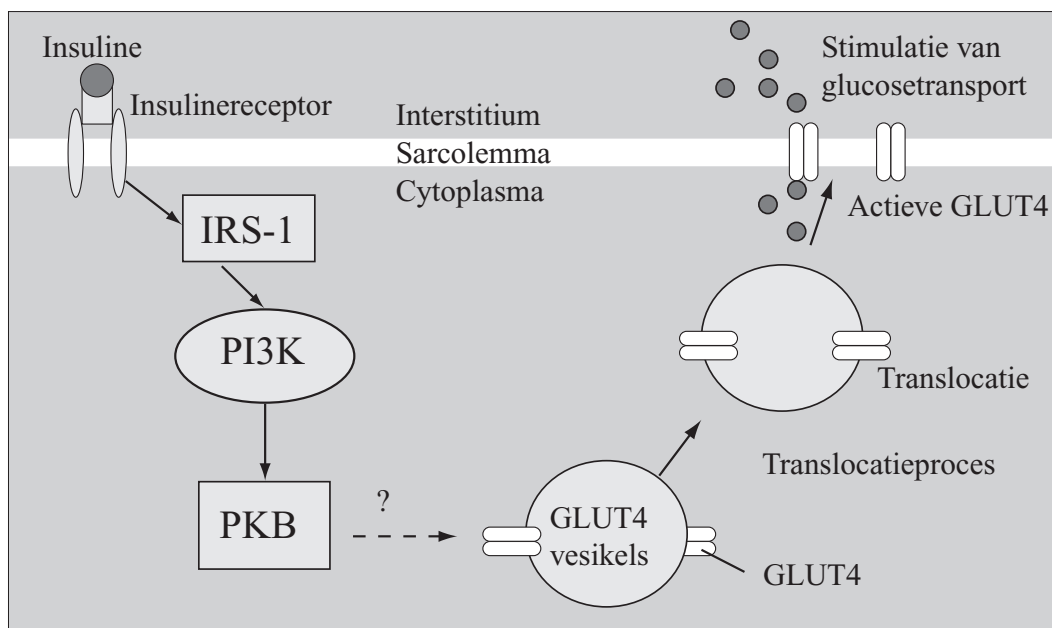 Insuline
Insulinereceptor
Interstitium
Sarcolemma
Cytoplasma
Stimulatie van
glucosetransport
Actieve GLUT4
IRS-1
PI3K
PKB
?
GLUT4
vesikels
Translocatie
Translocatieproces
GLUT4